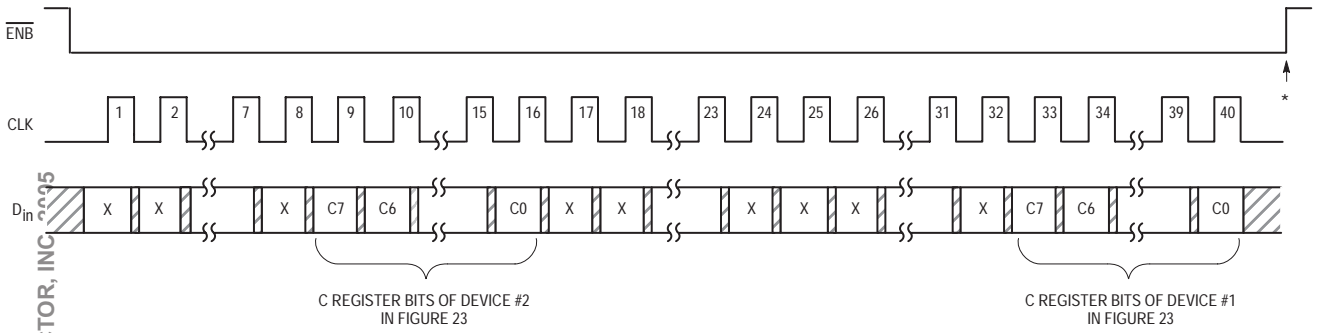 ENB
*
CLK 1 2 7 8 9 10 15 16 17 18 23 24 25 26 31 32 33 34 39 40
Din X X X C7 C6 C0 X X X X X X C7 C6 C0
C REGISTER BITS OF DEVICE #2
IN FIGURE 23
C REGISTER BITS OF DEVICE #1
IN FIGURE 23
TOR, INC. 2005